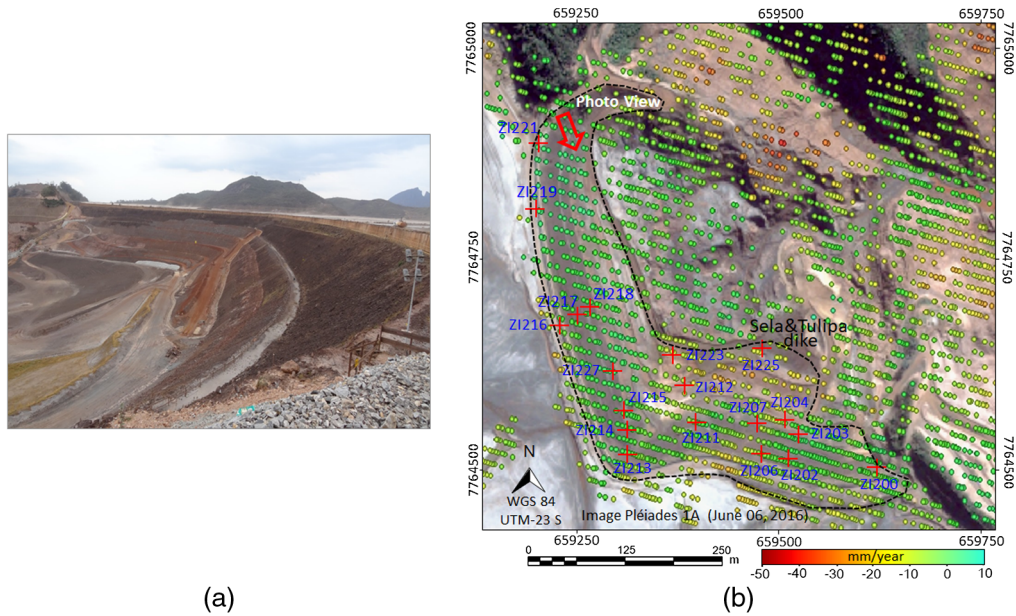 659250
659500
659750
7765000
7765000
Photo View
ZI221
ZI219
7764750
7764750
ZI217
ZI218
ZI216
Sela&Tulipa
dike
ZI223
ZI225
ZI227
ZI212
ZI215
ZI207
ZI204
ZI214
ZI211
ZI203
ZI213
ZI206
ZI202
ZI200
7764500
7764500
N
WGS 84
UTM-23 S
Image Pléiades 1A (June 06, 2016)
659250
659500
659750
0
125
250
m
mm/year
-50
-40
-30
-20
-10
0
10
(a)
(b)